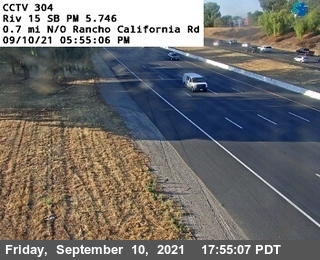 CCTV 304
Riv 15 SB PM 5.746
0.7 mi N/O Rancho California Rd
09/10/21 05:55:06 PM
Friday, September 10, 2021 17:55:07 PDT